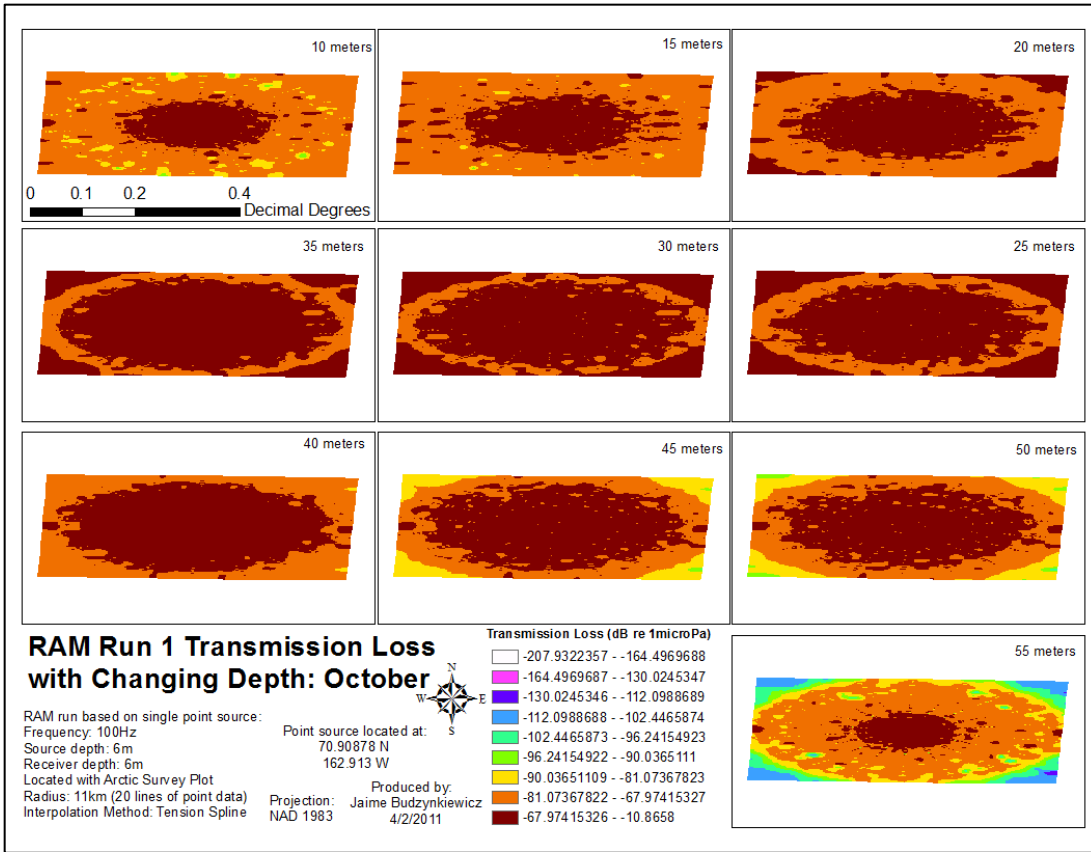 10 meters
15 meters
20 meters
0 0.1 0.2 0.4
Decimal Degrees
35 meters
30 meters
25 meters
40 meters
45 meters
50 meters
55 meters
RAM Run 1 Transmission Loss
with Changing Depth: October
N
W E
S
RAM run based on single point source:
Frequency: 100Hz
Source depth: 6m
Receiver depth: 6m
Located with Arctic Survey Plot
Radius: 11km (20 lines of point data)
Interpolation Method: Tension Spline
Point source located at:
70.90878 N
162.913 W
Projection:
NAD 1983
Produced by:
Jaime Budzynkiewicz
4/2/2011
Transmission Loss (dB re 1microPa)
-207.9322357 - -164.4969688
-164.4969687 - -130.0245347
-130.0245346 - -112.0988689
-112.0988688 - -102.4465874
-102.4465873 - -96.24154923
-96.24154922 - -90.0365111
-90.03651109 - -81.07367823
-81.07367822 - -67.97415327
-67.97415326 - -10.8658